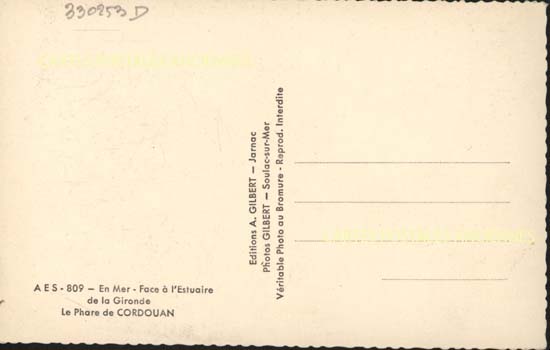 330253D
Editions A. GILBERT — Jarnac
Photos GILBERT — Soulac-sur-Mer
Véritable Photo au Bromure - Reprod. Interdite
AES - 809 — En Mer - Face à l'Estuaire
de la Gironde
Le Phare de CORDOUAN